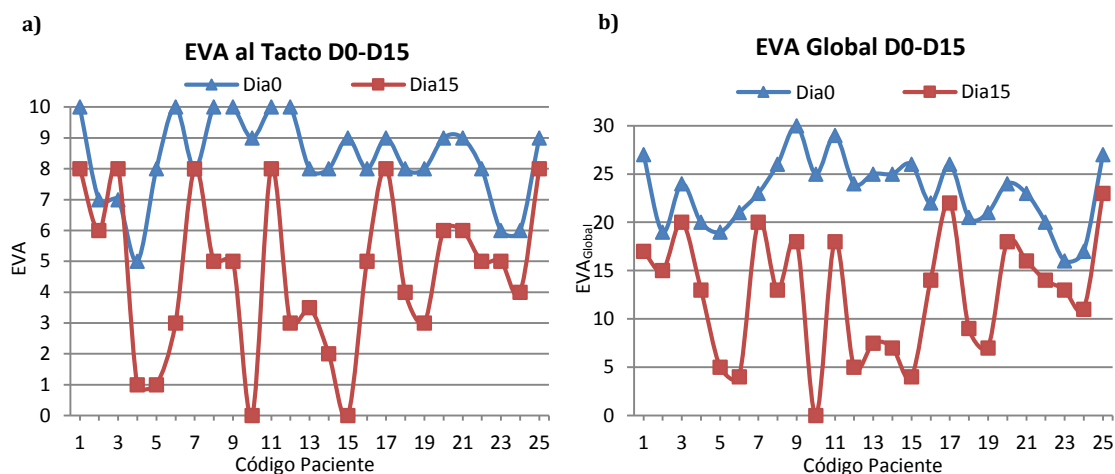 a)
EVA al Tacto D0-D15
Dia0
Dia15
10
9
8
7
6
5
4
3
2
1
0
EVA
1 3 5 7 9 11 13 15 17 19 21 23 25
Código Paciente
b)
EVA Global D0-D15
Dia0
Dia15
30
25
20
15
10
5
0
EVAGlobal
1 3 5 7 9 11 13 15 17 19 21 23 25
Código Paciente